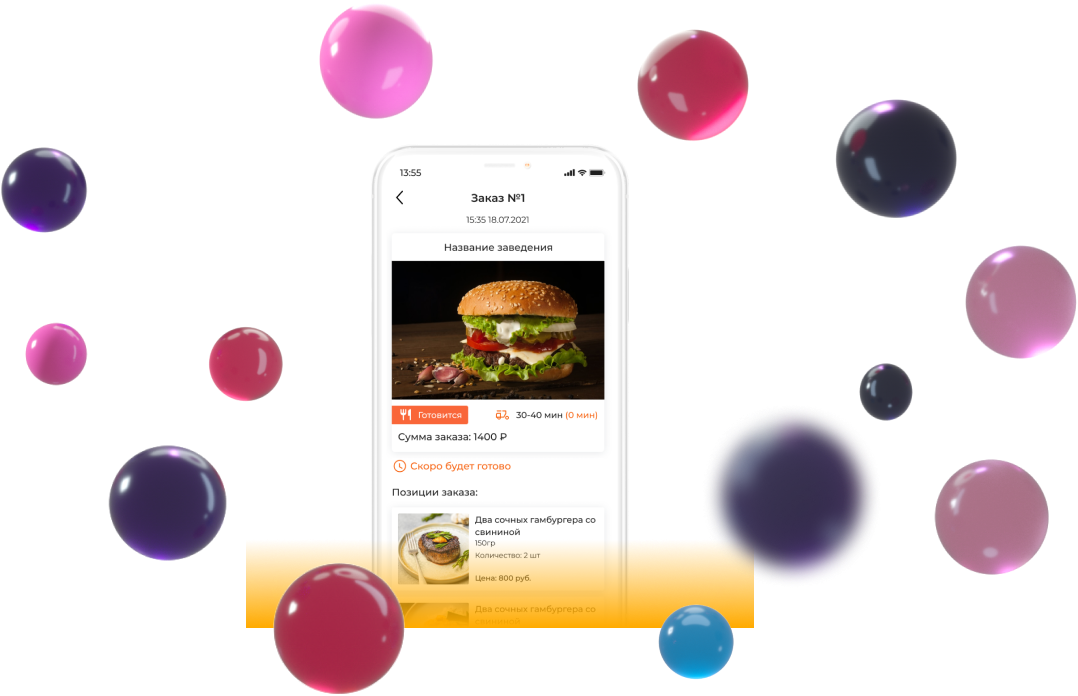 13:55
Заказ №1
15:35 18.07.2021
Название заведения
Готовится
30-40 мин (0 мин)
Сумма заказа: 1400 ₽
Скоро будет готово
Позиции заказа:
Два сочных гамбургера со
свининой
150гр
Количество: 2 шт
Цена: 800 руб.
Два сочных гамбургера со
свининой